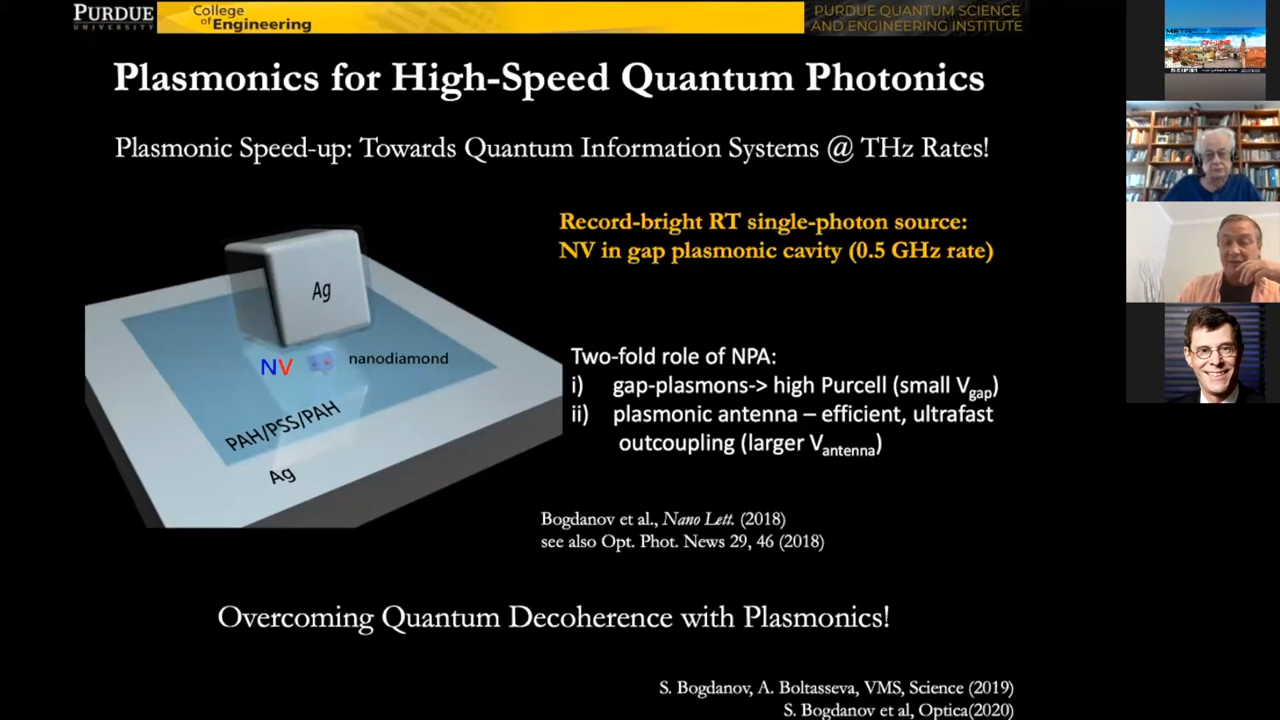 PURDUE
UNIVERSITY
College
of Engineering
PURDUE QUANTUM SCIENCE
AND ENGINEERING INSTITUTE
Plasmonics for High-Speed Quantum Photonics
Plasmonic Speed-up: Towards Quantum Information Systems @ THz Rates!
Record-bright RT single-photon source:
NV in gap plasmonic cavity (0.5 GHz rate)
Ag
NV
nanodiamond
PAH/PSS/PAH
Ag
Two-fold role of NPA:
i) gap-plasmons-> high Purcell (small Vgap)
ii) plasmonic antenna – efficient, ultrafast
outcoupling (larger Vantenna)
Bogdanov et al., Nano Lett. (2018)
see also Opt. Phot. News 29, 46 (2018)
Overcoming Quantum Decoherence with Plasmonics!
S. Bogdanov, A. Boltasseva, VMS, Science (2019)
S. Bogdanov et al, Optica(2020)
ON-LINE